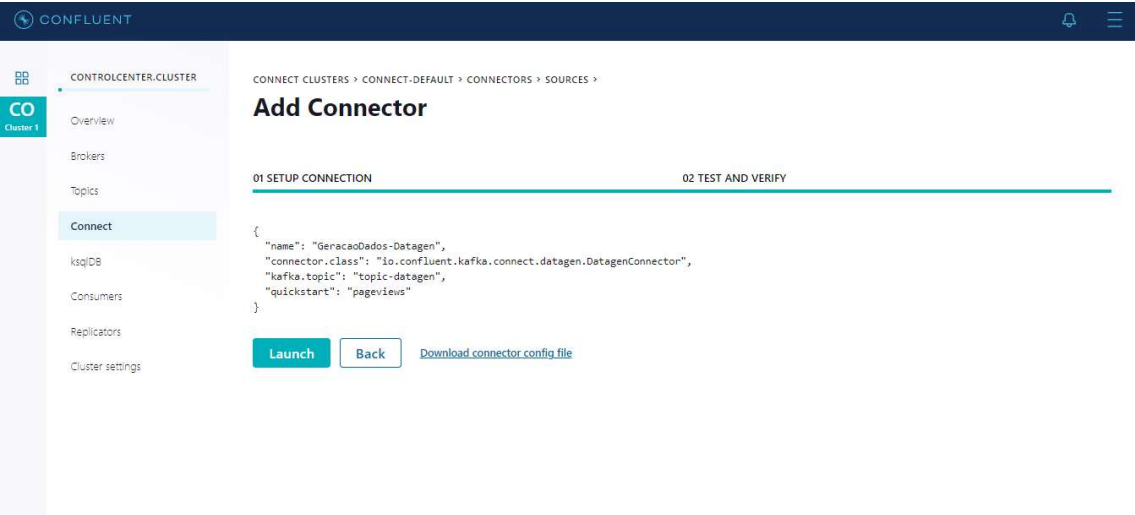 CONFLUENT
CONTROLCENTER.CLUSTER
CO
Cluster 1
Overview
Brokers
Topics
Connect
ksqlDB
Consumers
Replicators
Cluster settings
CONNECT CLUSTERS > CONNECT-DEFAULT > CONNECTORS > SOURCES >
Add Connector
01 SETUP CONNECTION
02 TEST AND VERIFY
{
"name": "GeracaoDados-Datagen",
"connector.class": "io.confluent.kafka.connect.datagen.DatagenConnector",
"kafka.topic": "topic-datagen",
"quickstart": "pageviews"
}
Launch
Back
Download connector config file